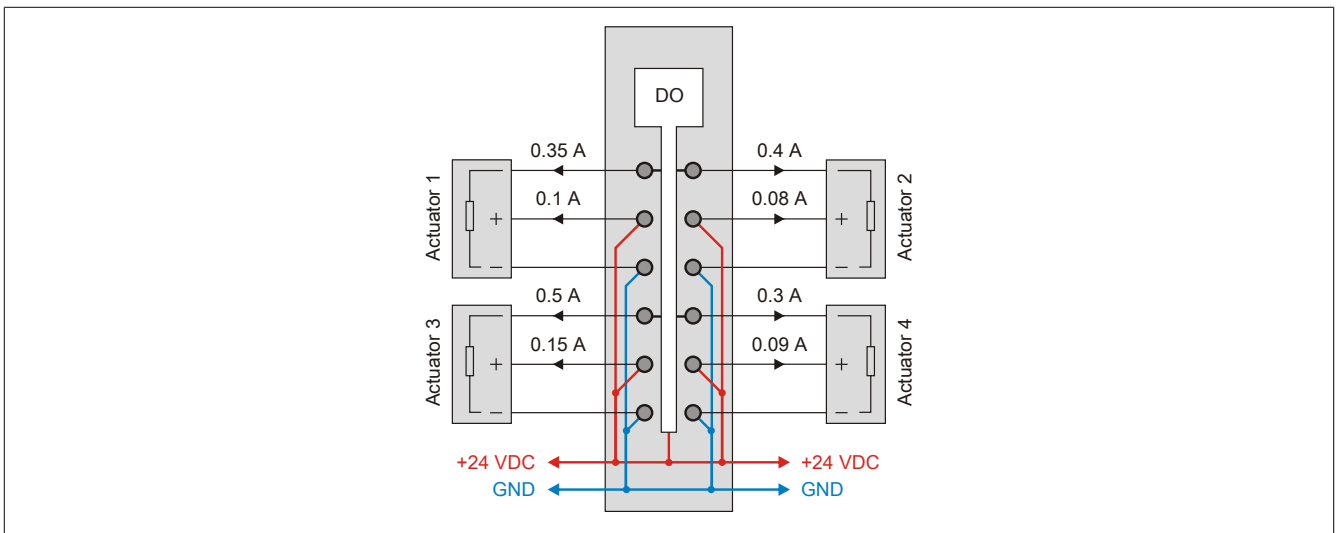 DO
0.35 A
0.4 A
Actuator 1
Actuator 2
0.1 A
0.08 A
+
+
−
−
0.5 A
0.3 A
Actuator 3
Actuator 4
0.15 A
0.09 A
+
+
−
−
+24 VDC
+24 VDC
GND
GND